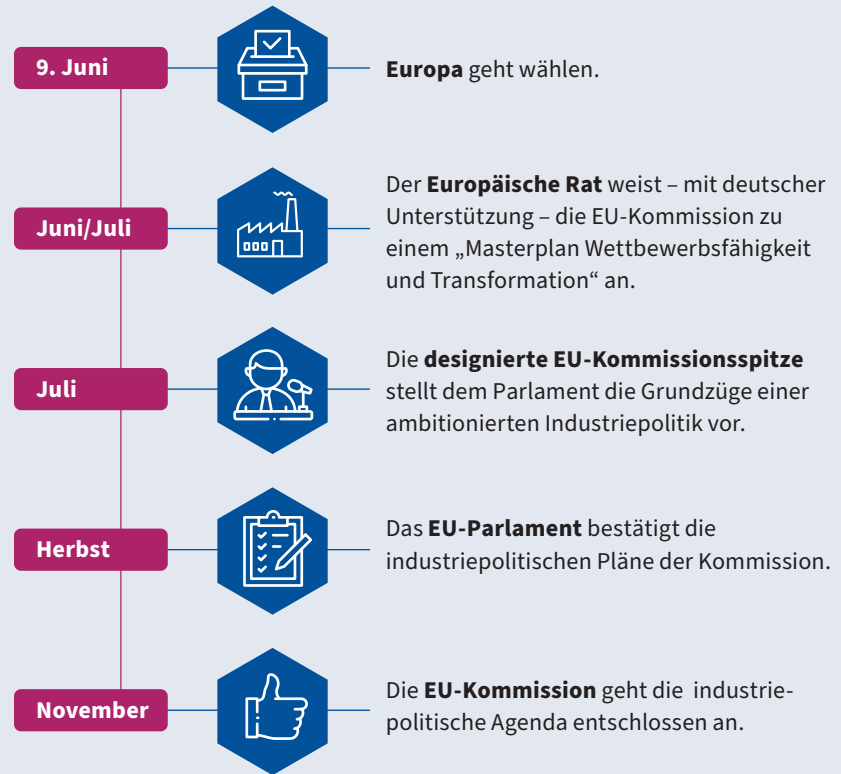 9. Juni
Europa geht wählen.
Juni/Juli
Der Europäische Rat weist – mit deutscher
Unterstützung – die EU-Kommission zu
einem „Masterplan Wettbewerbsfähigkeit
und Transformation“ an.
Juli
Die designierte EU-Kommissionsspitze
stellt dem Parlament die Grundzüge einer
ambitionierten Industriepolitik vor.
Herbst
Das EU-Parlament bestätigt die
industriepolitischen Pläne der Kommission.
November
Die EU-Kommission geht die industrie-
politische Agenda entschlossen an.